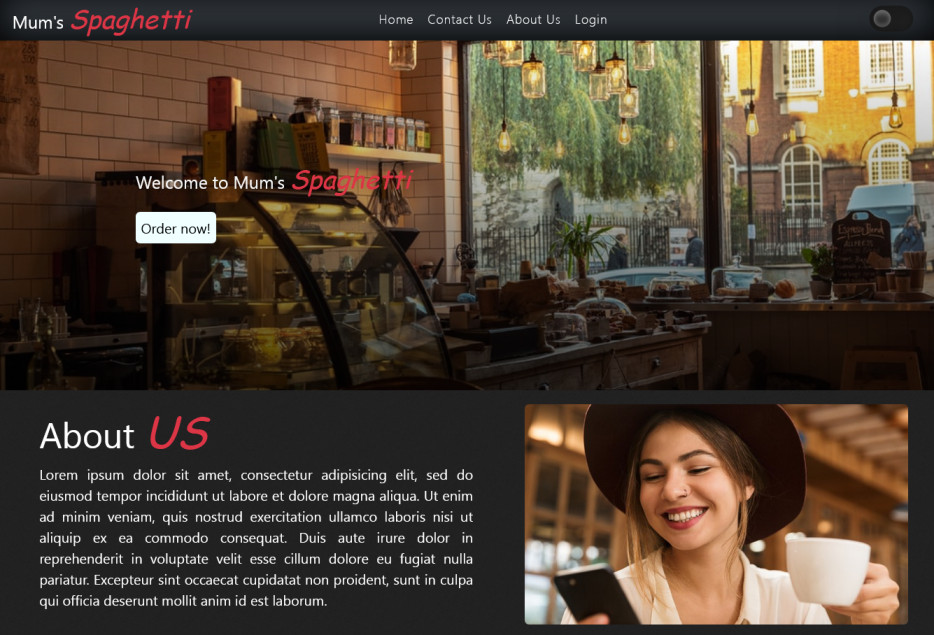 Mum's Spaghetti
Home Contact Us About Us Login
Welcome to Mum's Spaghetti
Order now!
About US
Lorem ipsum dolor sit amet, consectetur adipisicing elit, sed do
eiusmod tempor incididunt ut labore et dolore magna aliqua. Ut enim
ad minim veniam, quis nostrud exercitation ullamco laboris nisi ut
aliquip ex ea commodo consequat. Duis aute irure dolor in
reprehenderit in voluptate velit esse cillum dolore eu fugiat nulla
pariatur. Excepteur sint occaecat cupidatat non proident, sunt in culpa
qui officia deserunt mollit anim id est laborum.